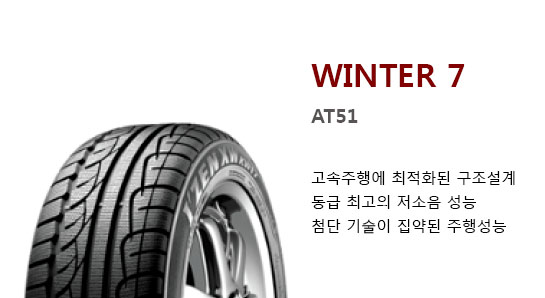 WINTER 7
AT51
고속주행에 최적화된 구조설계
동급 최고의 저소음 성능
첨단 기술이 집약된 주행성능
IZEN XW